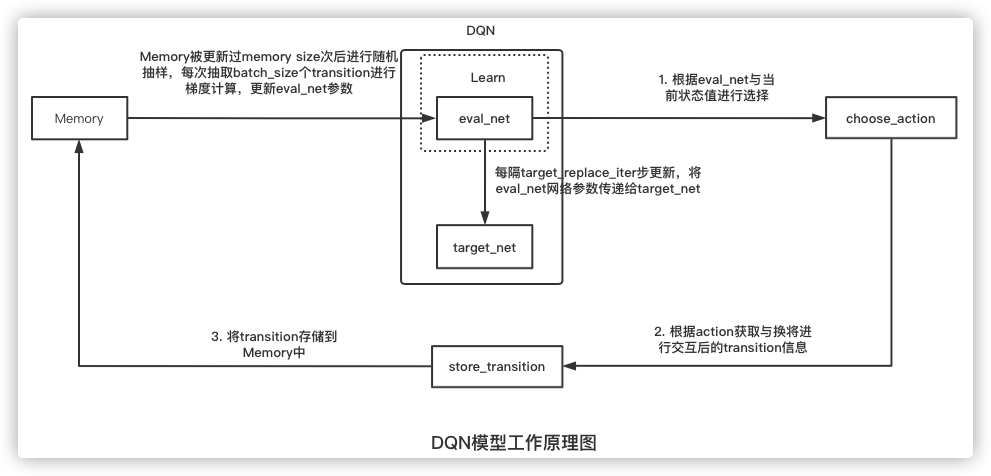 DQN
Memory被更新过memory size次后进行随机
抽样，每次抽取batch_size个transition进行
梯度计算，更新eval_net参数
Learn
1. 根据eval_net与当
前状态值进行选择
Memory
eval_net
choose_action
每隔target_replace_iter步更新，将
eval_net网络参数传递给target_net
target_net
3. 将transition存储到
Memory中
2. 根据action获取与换将进
行交互后的transition信息
store_transition
DQN模型工作原理图